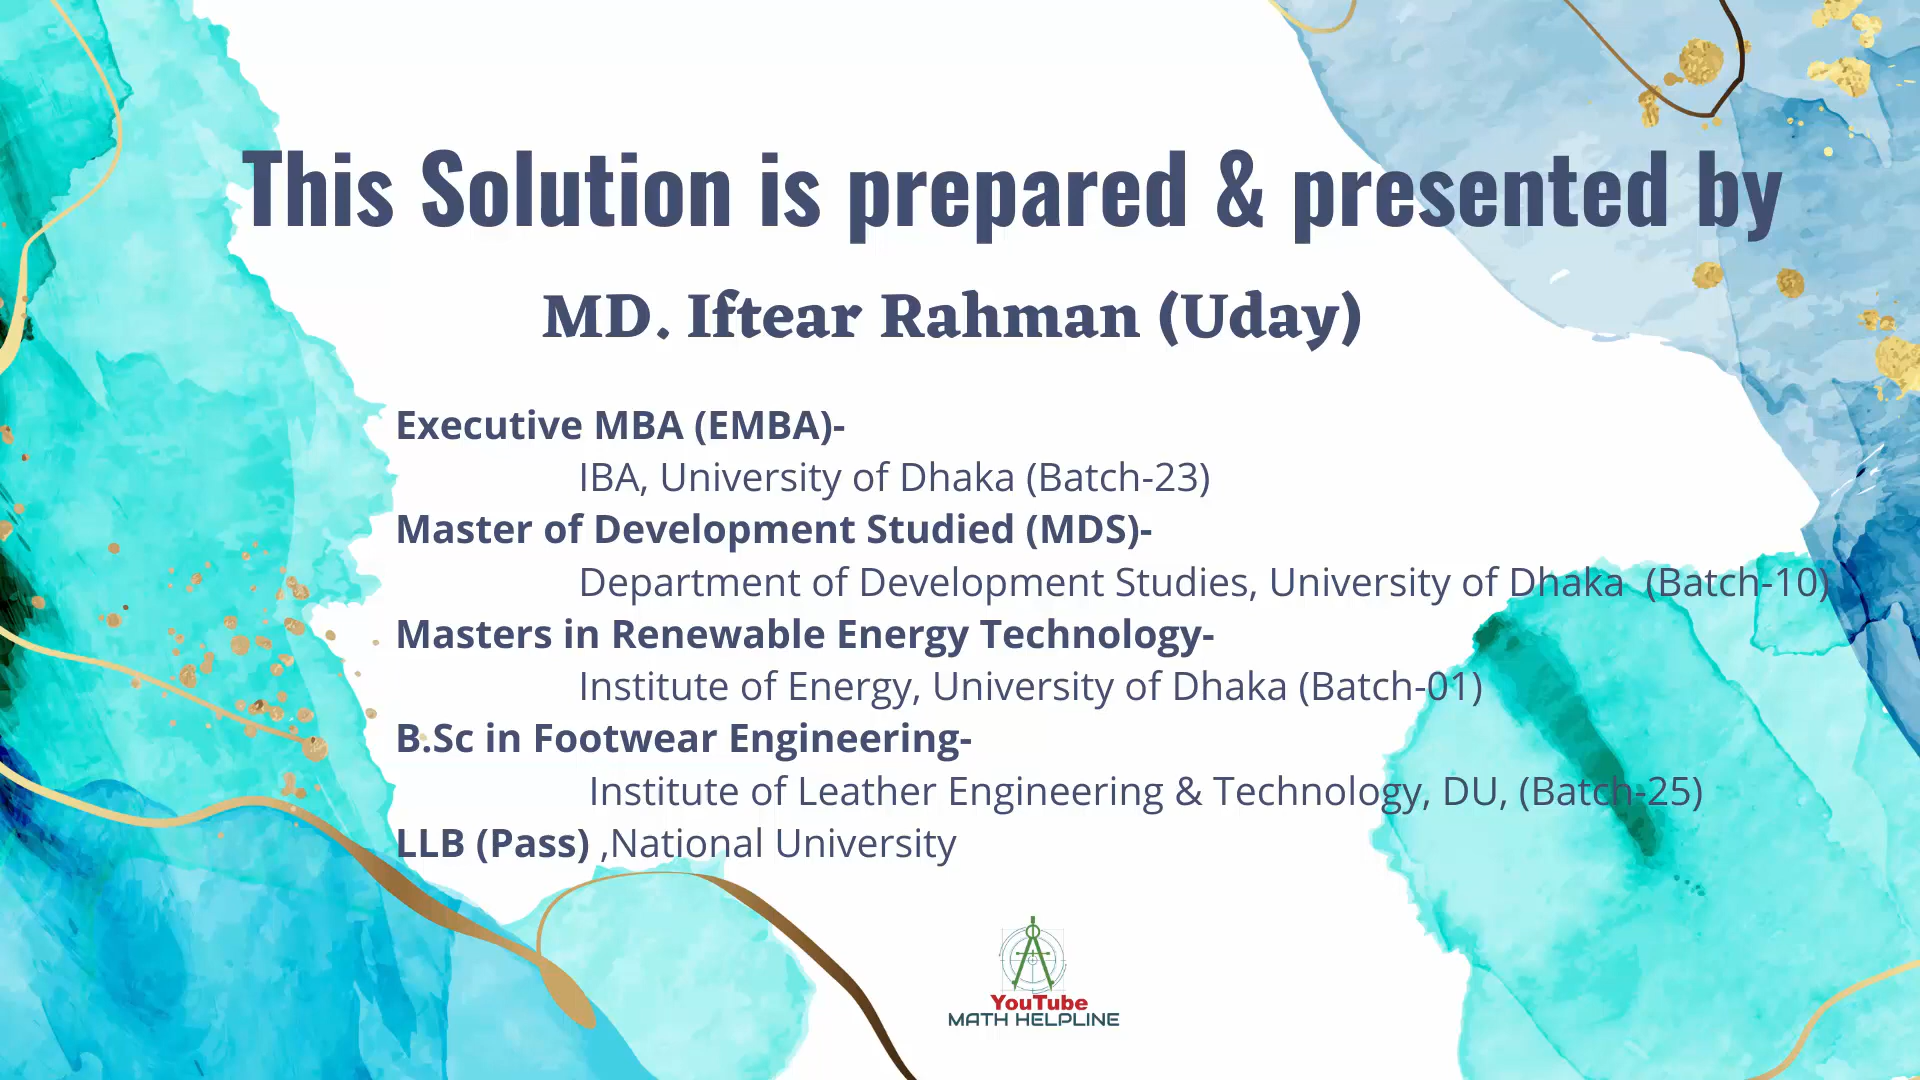 This Solution is prepared & presented by
MD. Iftear Rahman (Uday)
Executive MBA (EMBA)-
IBA, University of Dhaka (Batch-23)
Master of Development Studied (MDS)-
Department of Development Studies, University of Dhaka (Batch-10)
Masters in Renewable Energy Technology-
Institute of Energy, University of Dhaka (Batch-01)
B.Sc in Footwear Engineering-
Institute of Leather Engineering & Technology, DU, (Batch-25)
LLB (Pass) ,National University
YouTube
MATH HELPLINE